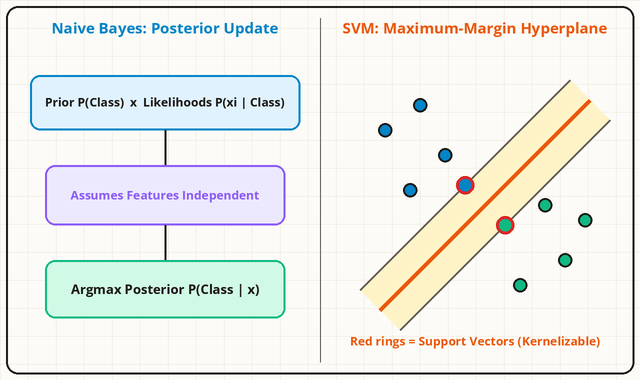 Naive Bayes: Posterior Update
Prior P(Class) x Likelihoods P(xi | Class)
Assumes Features Independent
Argmax Posterior P(Class | x)
SVM: Maximum-Margin Hyperplane
Red rings = Support Vectors (Kernelizable)